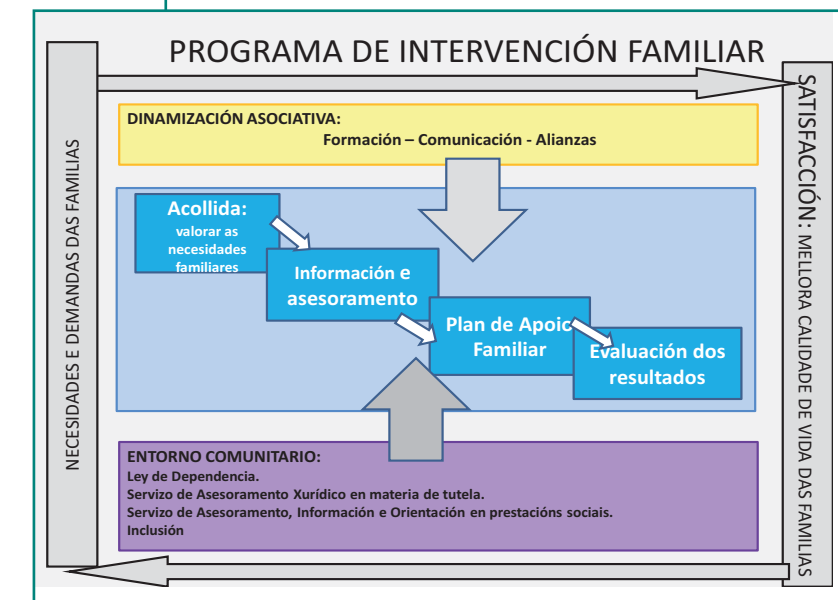 PROGRAMA DE INTERVENCIÓN FAMILIAR
NECESIDADES E DEMANDAS DAS FAMILIAS
DINAMIZACIÓN ASOCIATIVA:
Formación – Comunicación - Alianzas
Acollida:
valorar as
necesidades
familiares
Información e
asesoramento
Plan de Apoio
Familiar
Evaluación dos
resultados
ENTORNO COMUNITARIO:
Ley de Dependencia.
Servizo de Asesoramento Xurídico en materia de tutela.
Servizo de Asesoramento, Información e Orientación en prestacións sociais.
Inclusión
SATISFACCIÓN: MELLORA CALIDADE DE VIDA DAS FAMILIAS